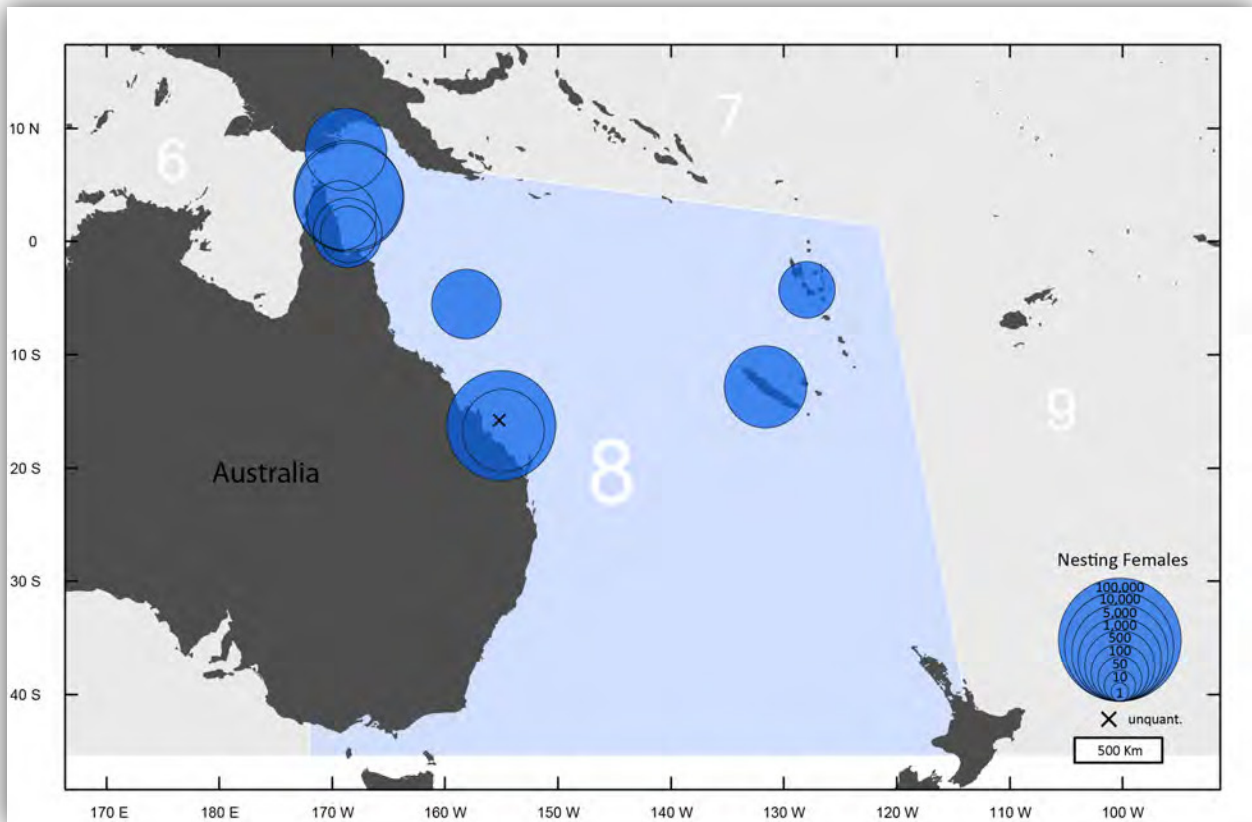 7
10 N
6
0
10 S
9
8
20 S
Australia
Nesting Females
100,000
10,000
5,000
1,000
500
100
50
10
1
30 S
40 S
unquant.
500 Km
170 E
180 E
170 W
160 W
150 W
140 W
130 W
120 W
110 W
100 W